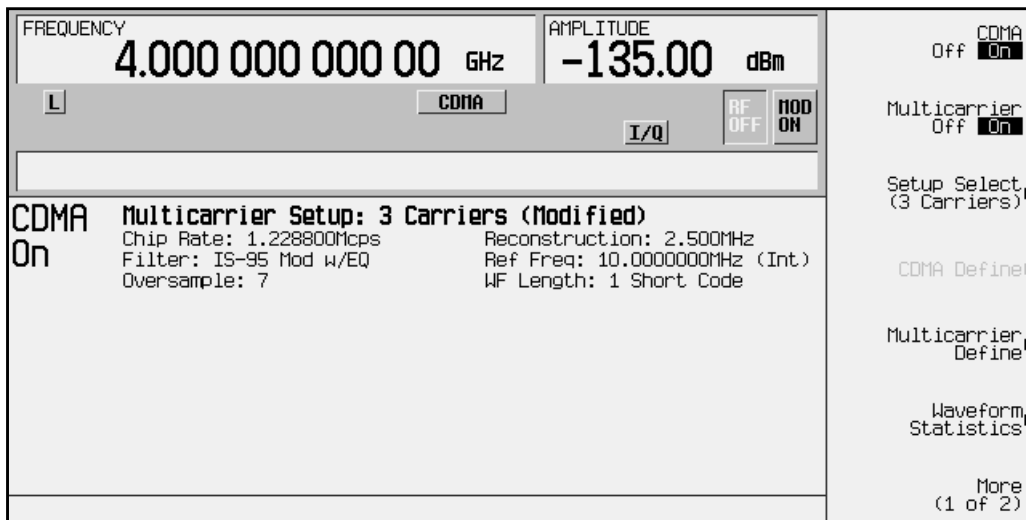 FREQUENCY
4.000 000 000 00 GHz
AMPLITUDE
-135.00 dBm
L
CDMA
I/Q
RF OFF
MOD ON
CDMA On
Multicarrier Setup: 3 Carriers (Modified)
Chip Rate: 1.228800Mcps
Reconstruction: 2.500MHz
Filter: IS-95 Mod w/EQ
Ref Freq: 10.0000000MHz (Int)
Oversample: 7
WF Length: 1 Short Code
CDMA
Off On
Multicarrier
Off On
Setup Select
(3 Carriers)
CDMA Define
Multicarrier
Define
Waveform
Statistics
More
(1 of 2)